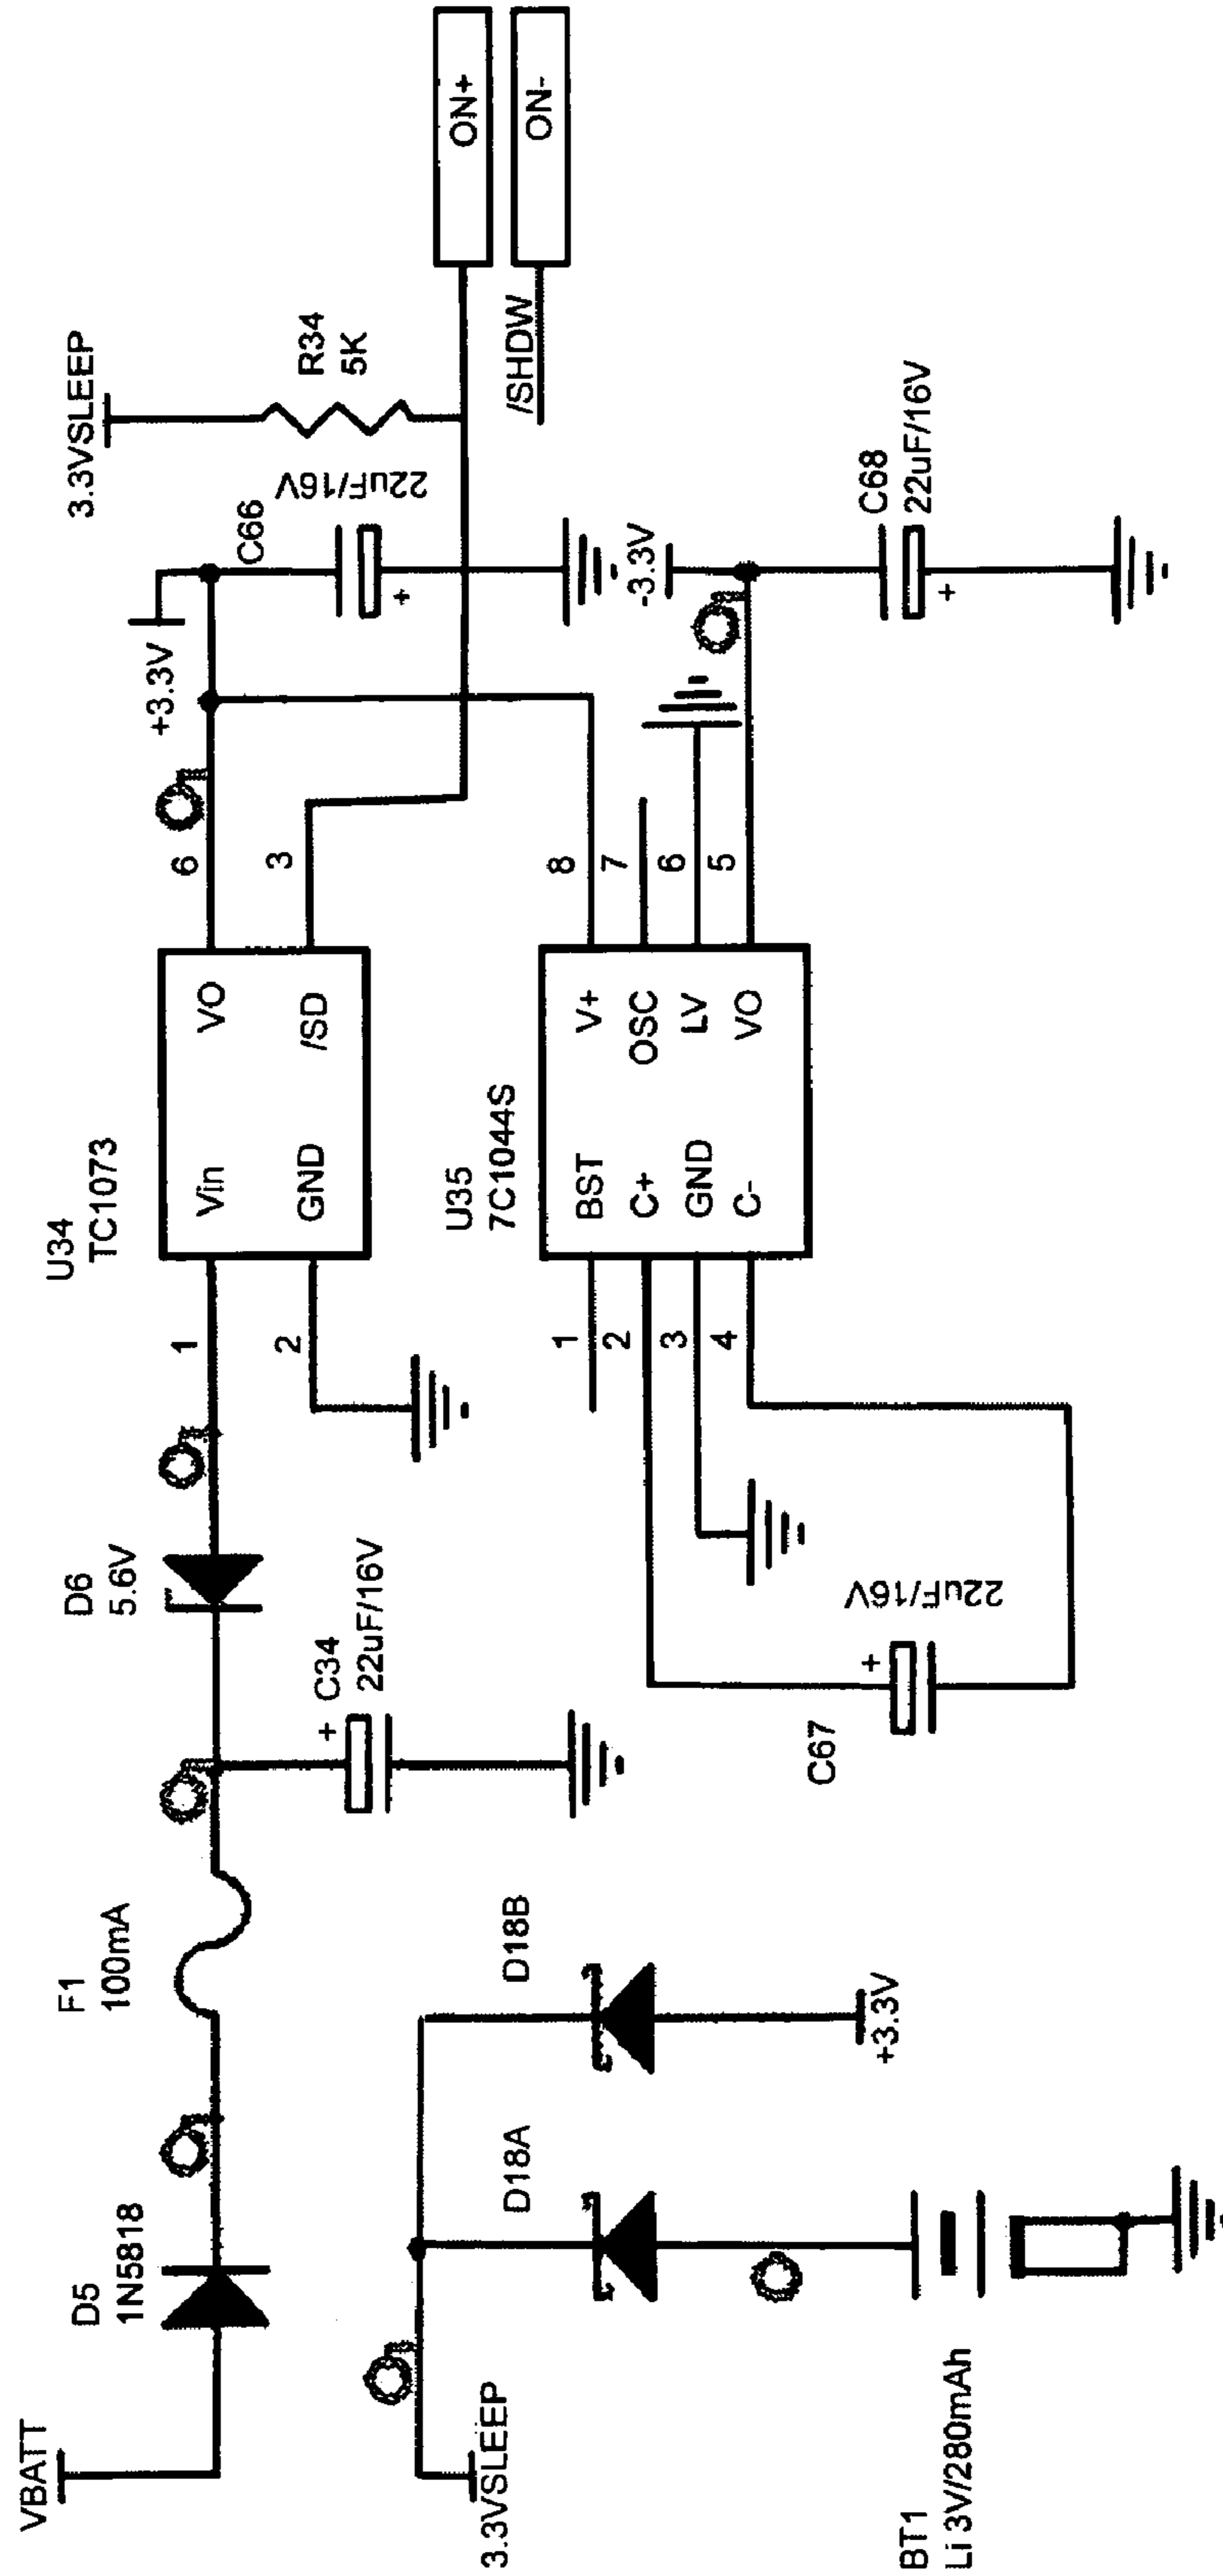 VBATT
D5
1N5818
F1
100mA
D6
5.6V
+
C34
22uF/16V
U34
TC1073
1
2
Vin
GND
VO
/SD
6
3
+3.3V
C66
22uF/16V
+
3.3VSLEEP
R34
5K
ON+
ON-
/SHDW
3.3VSLEEP
D18A
D18B
+3.3V
BT1
Li 3V/280mAh
C67
+
22uF/16V
U35
7C1044S
1
2
3
4
BST
C+
GND
C-
V+
OSC
LV
VO
8
7
6
5
-3.3V
C68
22uF/16V
+